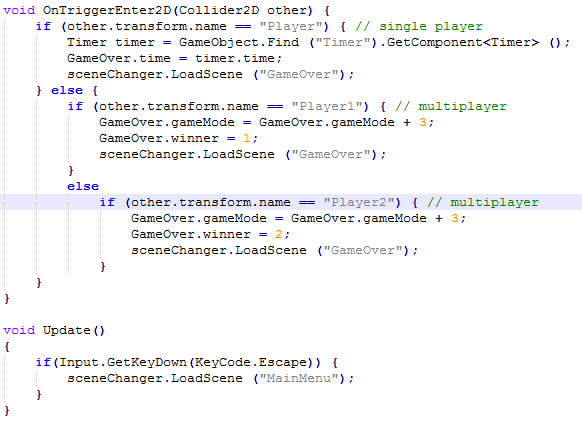 void OnTriggerEnter2D(Collider2D other) {
    if (other.transform.name == "Player") { // single player
        Timer timer = GameObject.Find ("Timer").GetComponent<Timer> ();
        GameOver.time = timer.time;
        sceneChanger.LoadScene ("GameOver");
    } else {
        if (other.transform.name == "Player1") { // multiplayer
            GameOver.gameMode = GameOver.gameMode + 3;
            GameOver.winner = 1;
            sceneChanger.LoadScene ("GameOver");
        }
        else
            if (other.transform.name == "Player2") { // multiplayer
                GameOver.gameMode = GameOver.gameMode + 3;
                GameOver.winner = 2;
                sceneChanger.LoadScene ("GameOver");
            }
    }
}

void Update()
{
    if(Input.GetKeyDown(KeyCode.Escape)) {
        sceneChanger.LoadScene ("MainMenu");
    }
}